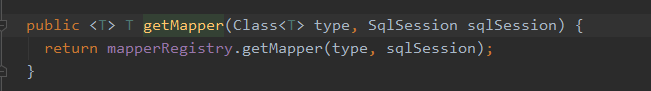 public <T> T getMapper(Class<T> type, SqlSession sqlSession) {
return mapperRegistry.getMapper(type, sqlSession);
}